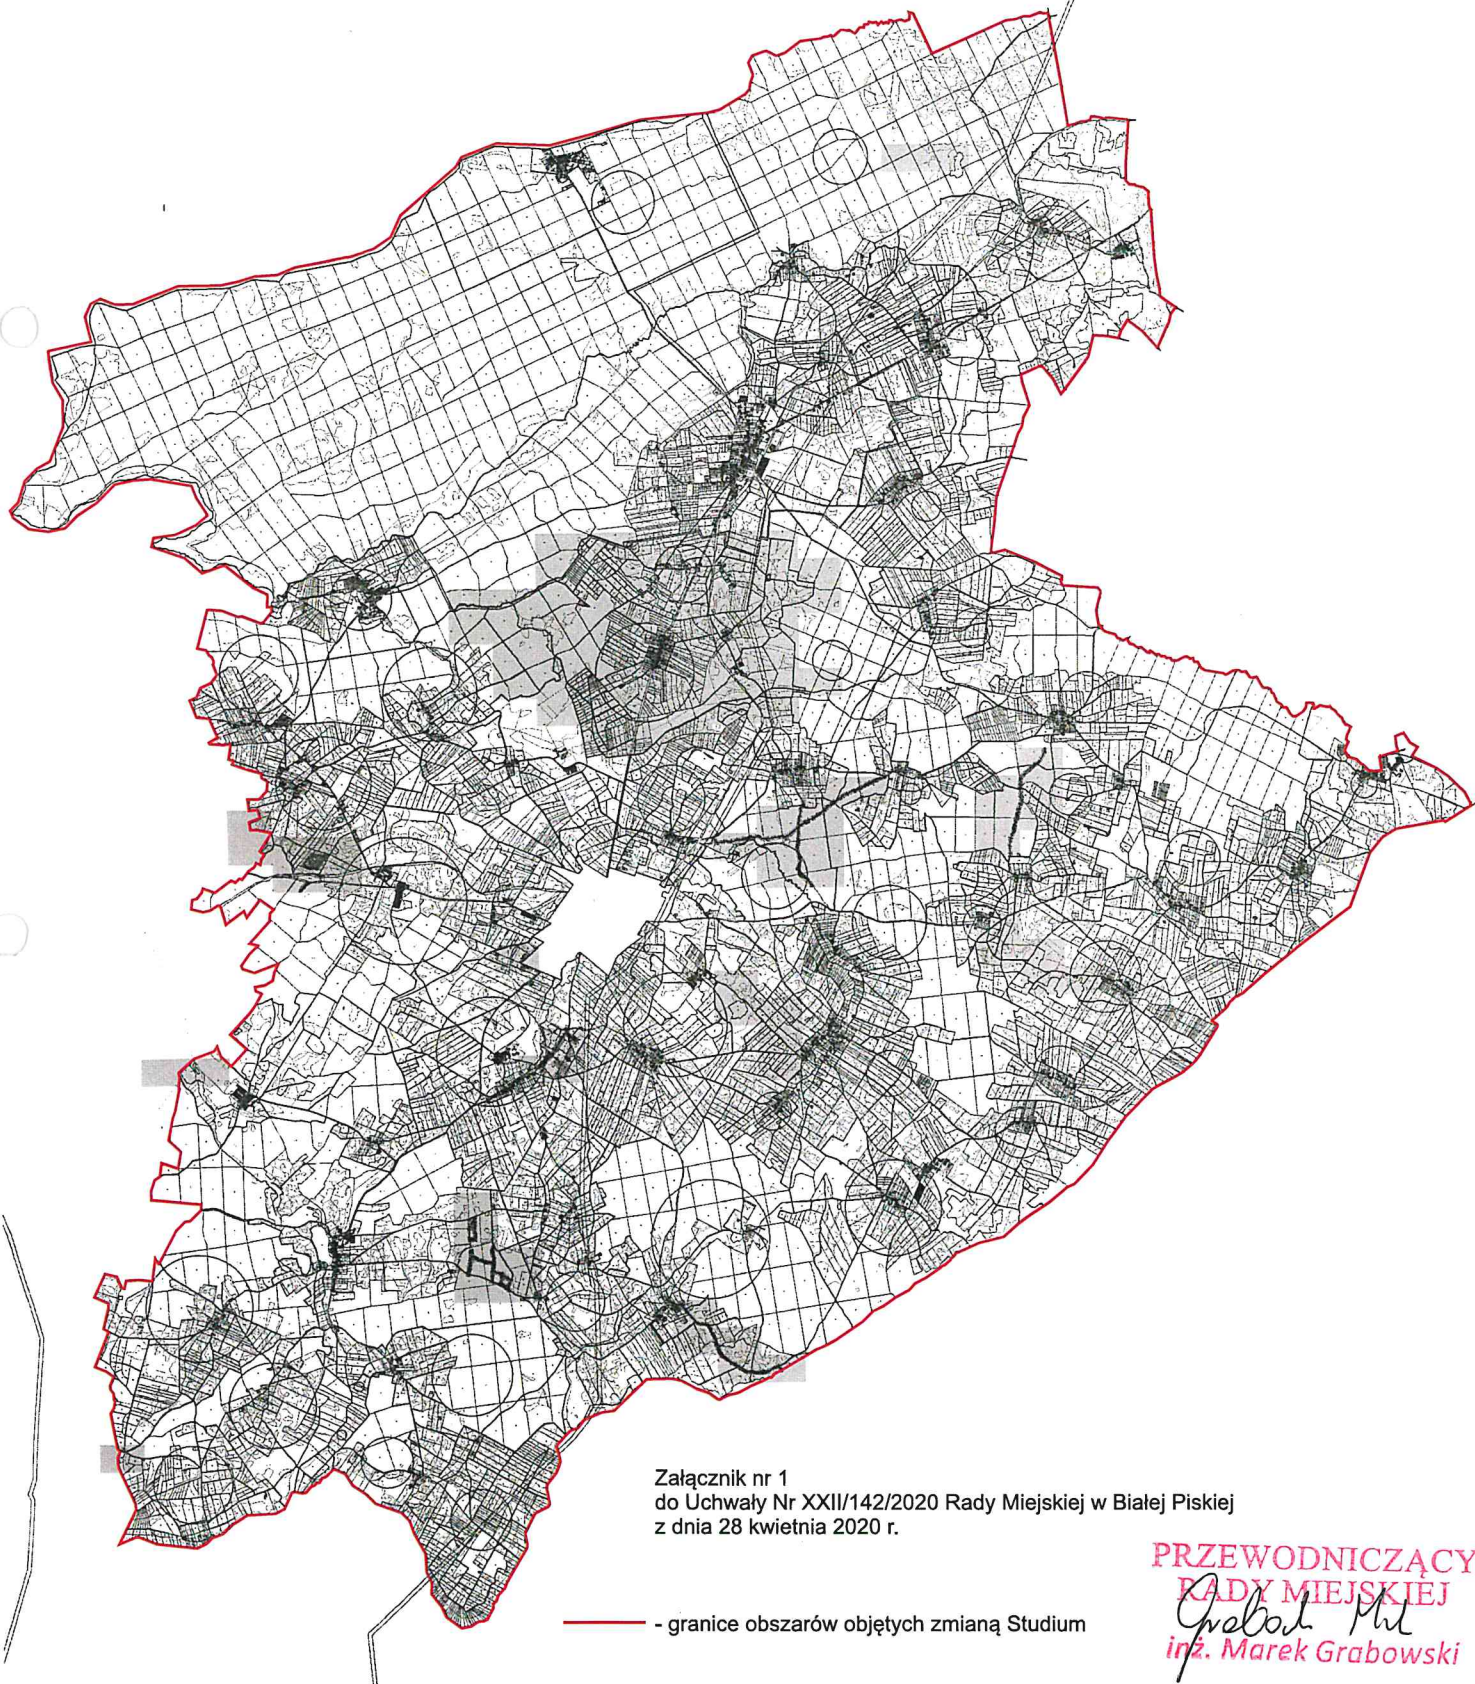 Załącznik nr 1
do Uchwały Nr XXII/142/2020 Rady Miejskiej w Białej Piskiej
z dnia 28 kwietnia 2020 r.
- granice obszarów objętych zmianą Studium
PRZEWODNICZĄCY
RADY MIEJSKIEJ
inż. Marek Grabowski